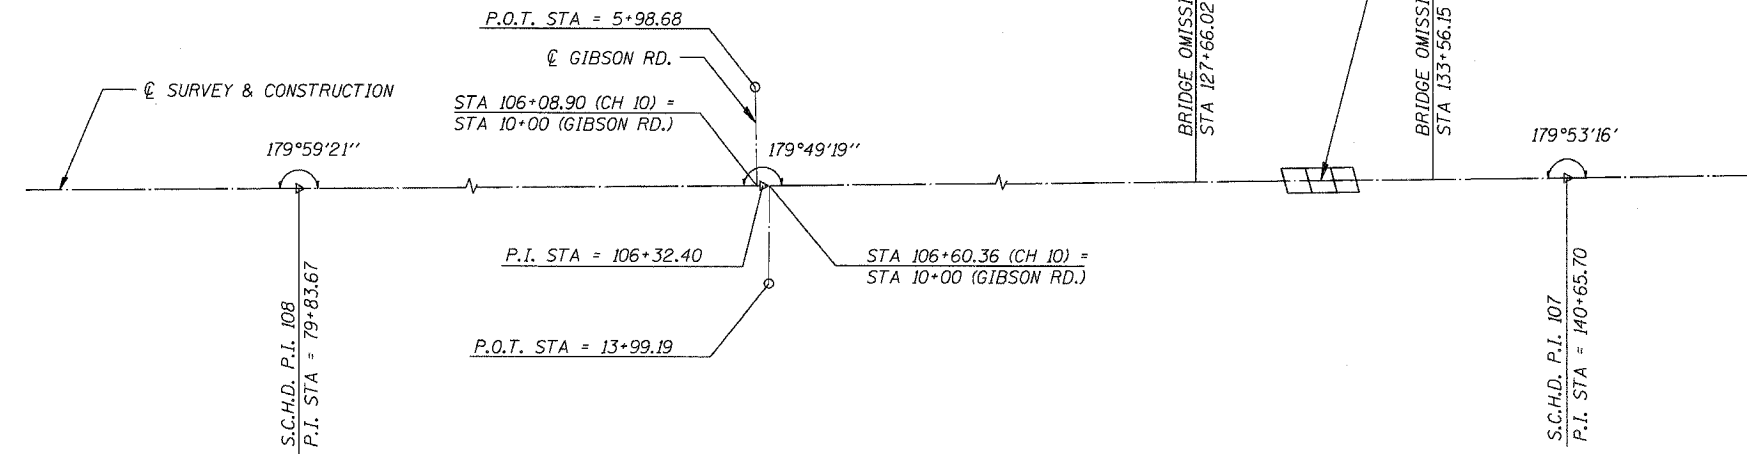 P.O.T. STA = 5+98.68
℄ GIBSON RD.
℄ SURVEY & CONSTRUCTION
STA 106+08.90 (CH 10) =
STA 10+00 (GIBSON RD.)
179°59'21''
179°49'19''
BRIDGE
STA 127+66.02
BRIDGE
STA 133+56.15
179°53'16'
P.I. STA = 106+32.40
STA 106+60.36 (CH 10) =
STA 10+00 (GIBSON RD.)
P.O.T. STA = 13+99.19
S.C.H.D. P.I. 108
P.I. STA = 79+83.67
S.C.H.D. P.I. 107
P.I. STA = 140+65.70